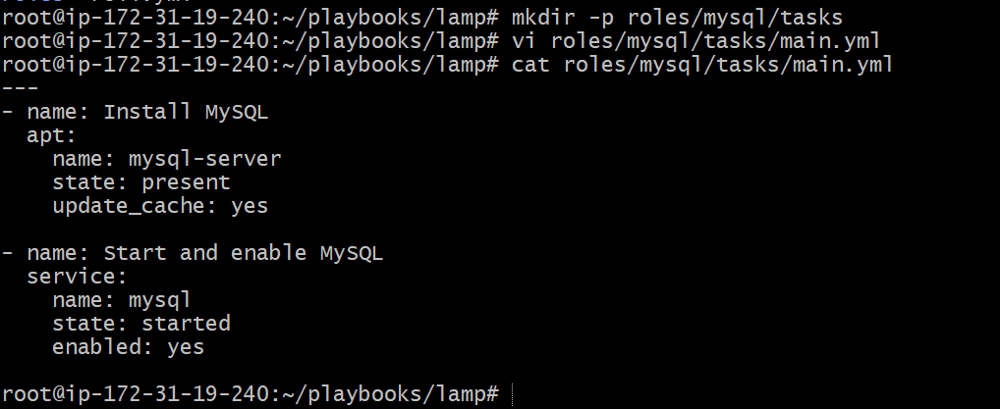 root@ip-172-31-19-240:~/playbooks/lamp# mkdir -p roles/mysql/tasks
root@ip-172-31-19-240:~/playbooks/lamp# vi roles/mysql/tasks/main.yml
root@ip-172-31-19-240:~/playbooks/lamp# cat roles/mysql/tasks/main.yml
---
- name: Install MySQL
  apt:
    name: mysql-server
    state: present
    update_cache: yes

- name: Start and enable MySQL
  service:
    name: mysql
    state: started
    enabled: yes

root@ip-172-31-19-240:~/playbooks/lamp#